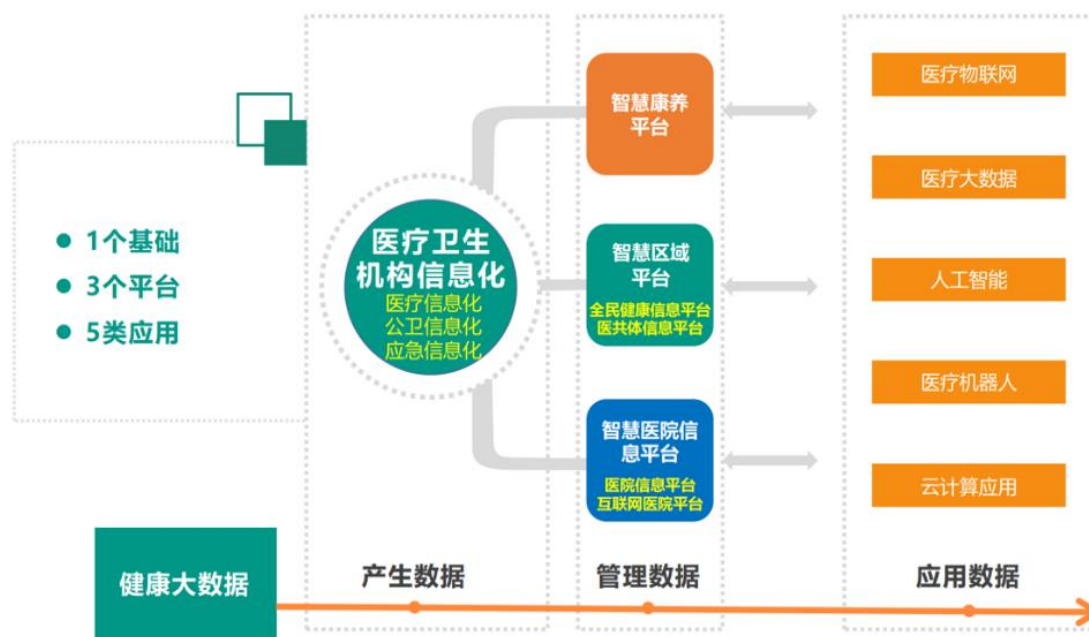 1个基础
3个平台
5类应用
医疗卫生
机构信息化
医疗信息化
公卫信息化
应急信息化
智慧康养
平台
智慧区域
平台
全民健康信息平台
医共体信息平台
智慧医院信
息平台
医院信息平台
互联网医院平台
医疗物联网
医疗大数据
人工智能
医疗机器人
云计算应用
健康大数据
产生数据
管理数据
应用数据